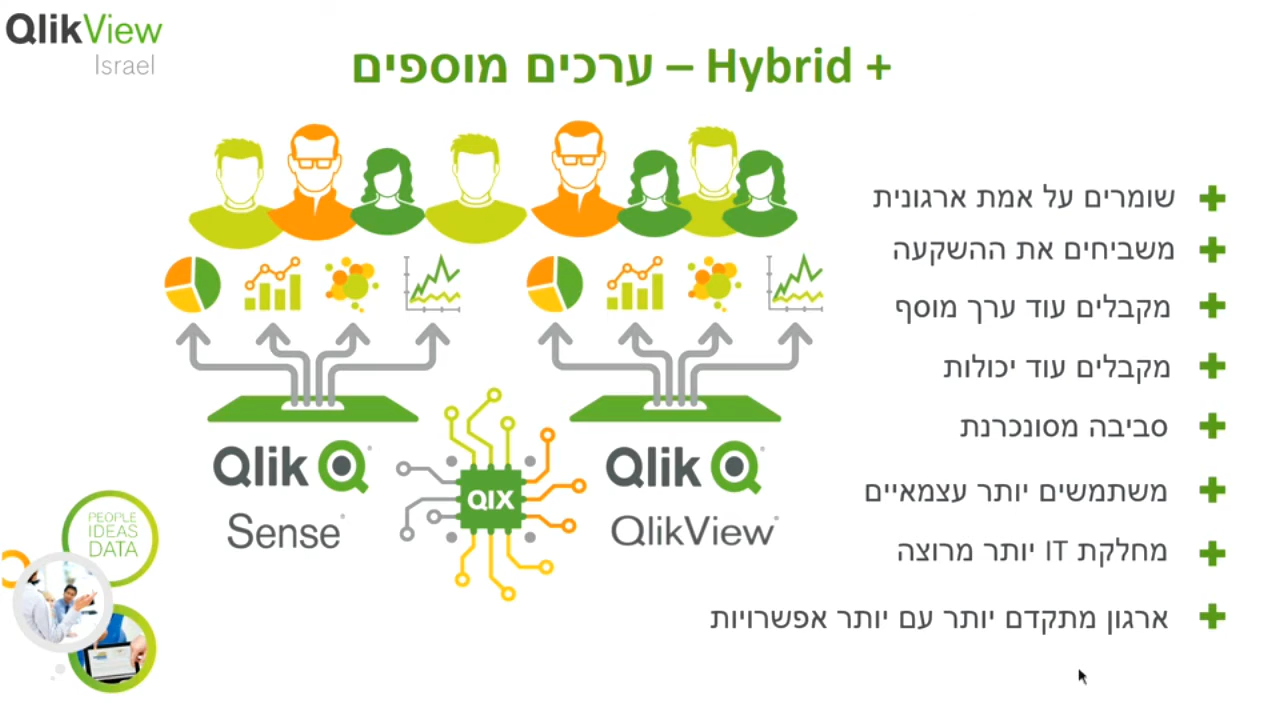 QlikView
Israel
+ Hybrid – ערכים מוספים
שומרים על אמת ארגונית
משביחים את ההשקעה
מקבלים עוד ערך מוסף
מקבלים עוד יכולות
סביבה מסונכרנת
משתמשים יותר עצמאיים
מחלקת IT יותר מרוצה
ארגון מתקדם יותר עם יותר אפשרויות
Qlik
Sense
QIX
Qlik
QlikView
PEOPLE
IDEAS
DATA